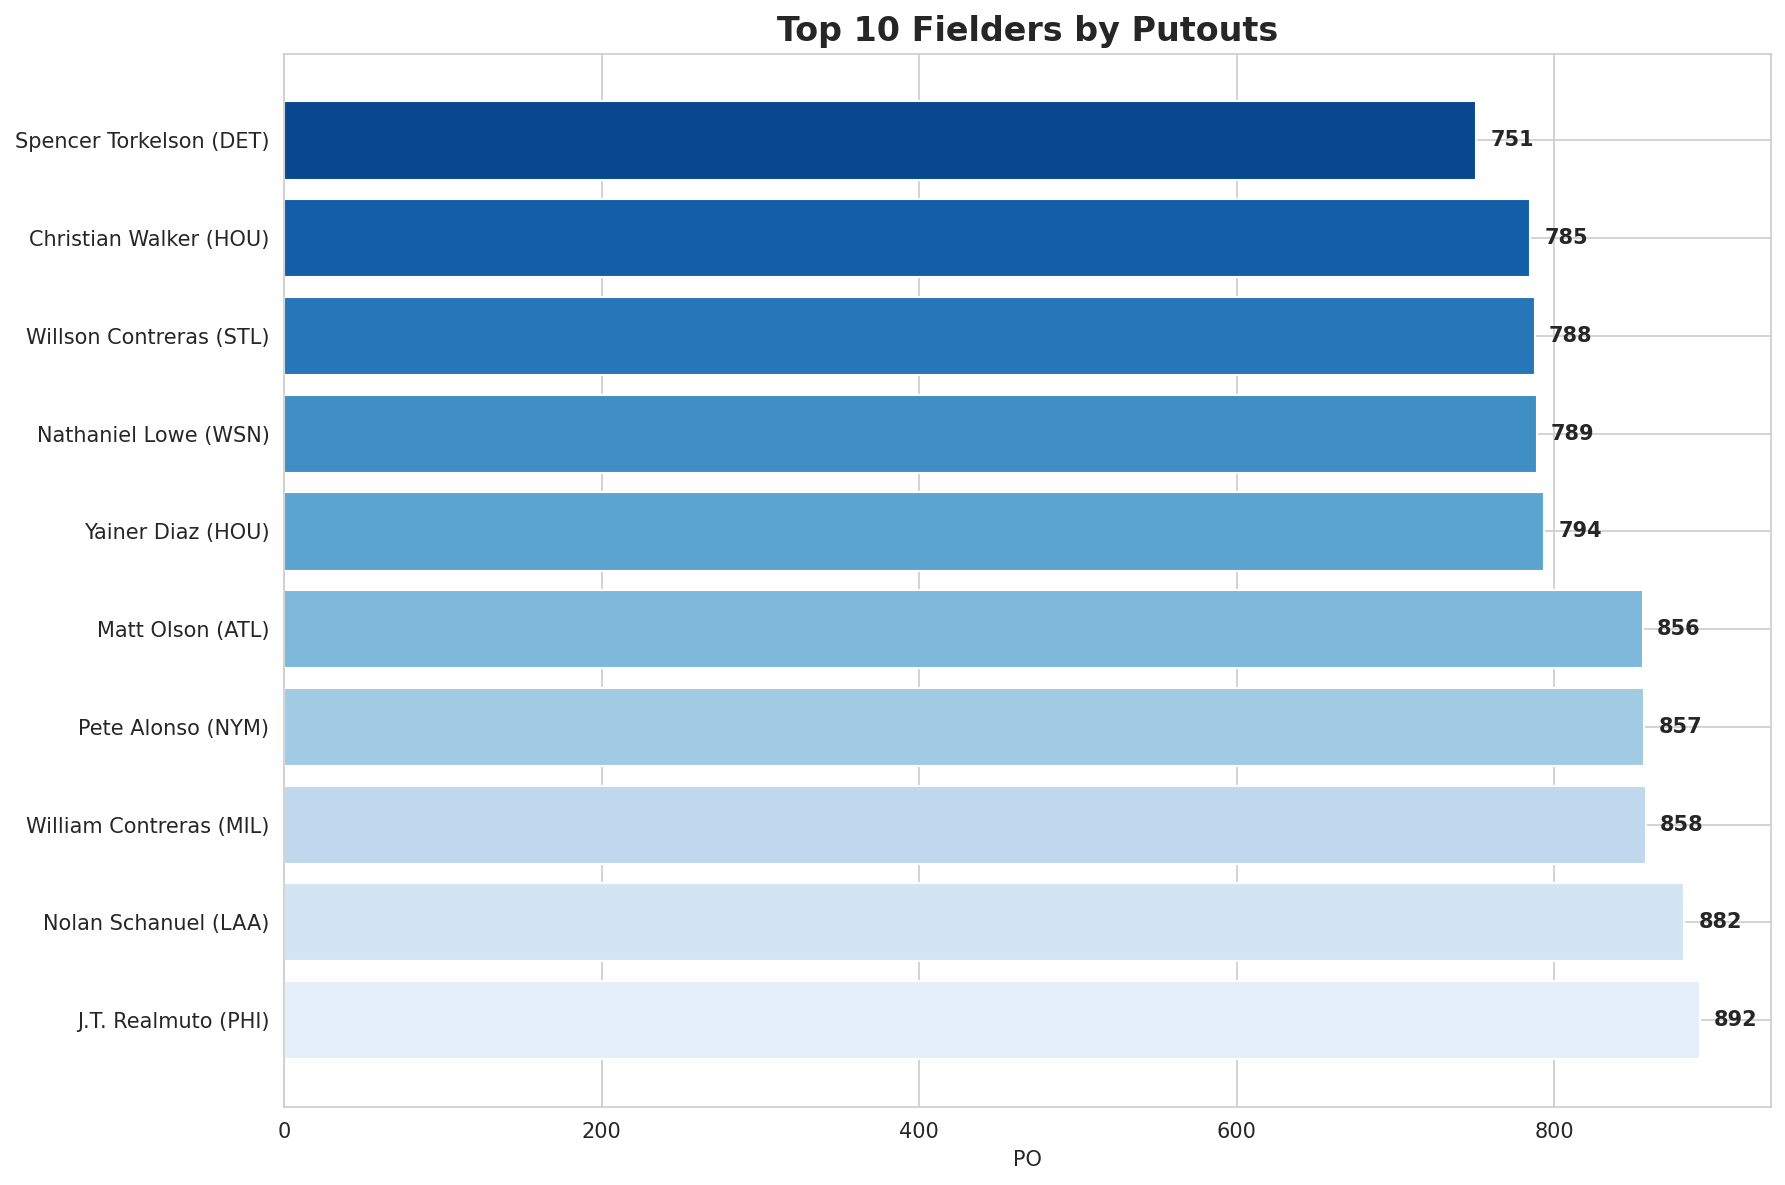 Top 10 Fielders by Putouts
Spencer Torkelson (DET) 751
Christian Walker (HOU) 785
Willson Contreras (STL) 788
Nathaniel Lowe (WSN) 789
Yainer Diaz (HOU) 794
Matt Olson (ATL) 856
Pete Alonso (NYM) 857
William Contreras (MIL) 858
Nolan Schanuel (LAA) 882
J.T. Realmuto (PHI) 892
0 200 400 600 800
PO